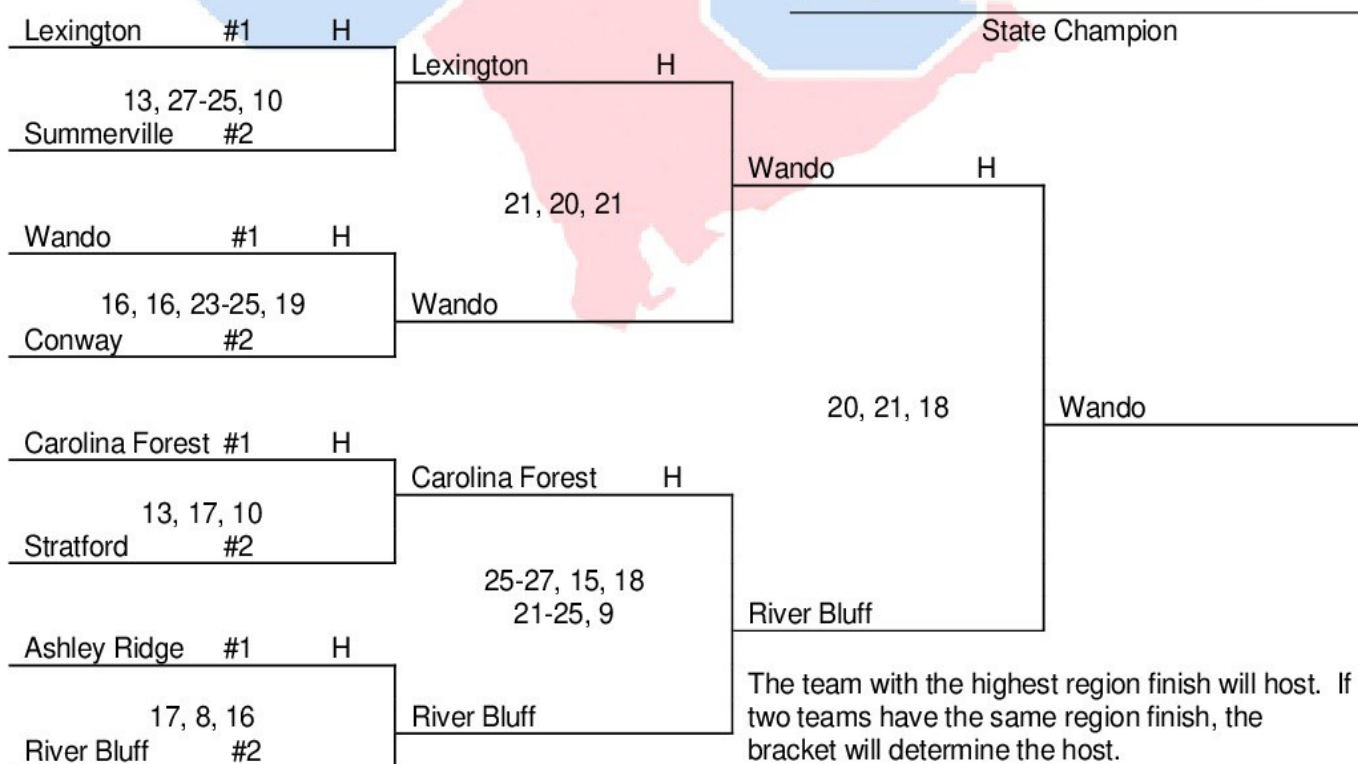 State Champion
Lexington #1 H
13, 27-25, 10
Summerville #2
Lexington H
21, 20, 21
Wando #1 H
16, 16, 23-25, 19
Conway #2
Wando
Wando H
20, 21, 18
Wando
Carolina Forest #1 H
13, 17, 10
Stratford #2
Carolina Forest H
25-27, 15, 18
21-25, 9
Ashley Ridge #1 H
17, 8, 16
River Bluff #2
River Bluff
River Bluff
The team with the highest region finish will host. If
two teams have the same region finish, the
bracket will determine the host.